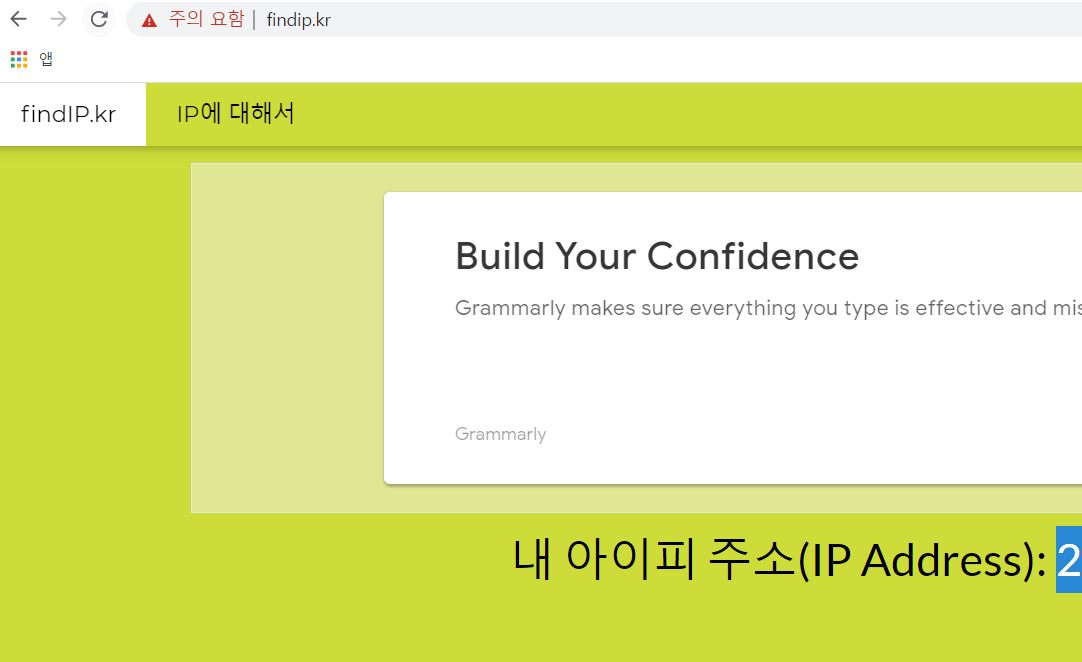 주의 요함 | findip.kr
앱
findIP.kr IP에 대해서
Build Your Confidence
Grammarly makes sure everything you type is effective and mis
Grammarly
내 아이피 주소(IP Address): 2